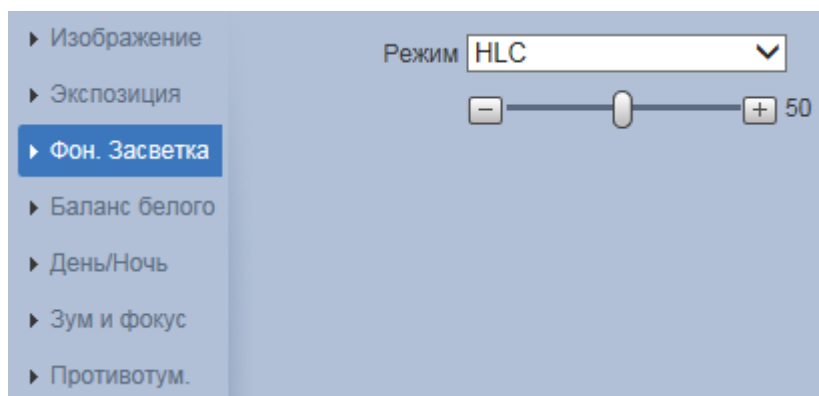 Изображение
Экспозиция
Фон. Засветка
Баланс белого
День/Ночь
Зум и фокус
Противотум.
Режим HLC
50